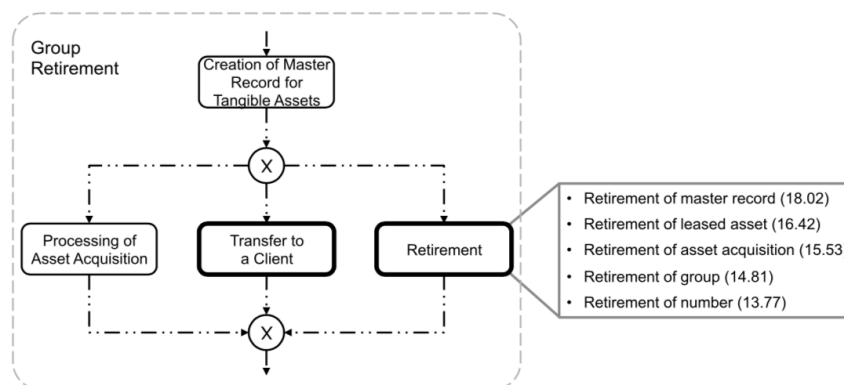 Group
Retirement
Creation of Master
Record for
Tangible Assets
X
Processing of
Asset Acquisition
Transfer to
a Client
Retirement
• Retirement of master record (18.02)
• Retirement of leased asset (16.42)
• Retirement of asset acquisition (15.53
• Retirement of group (14.81)
• Retirement of number (13.77)
X